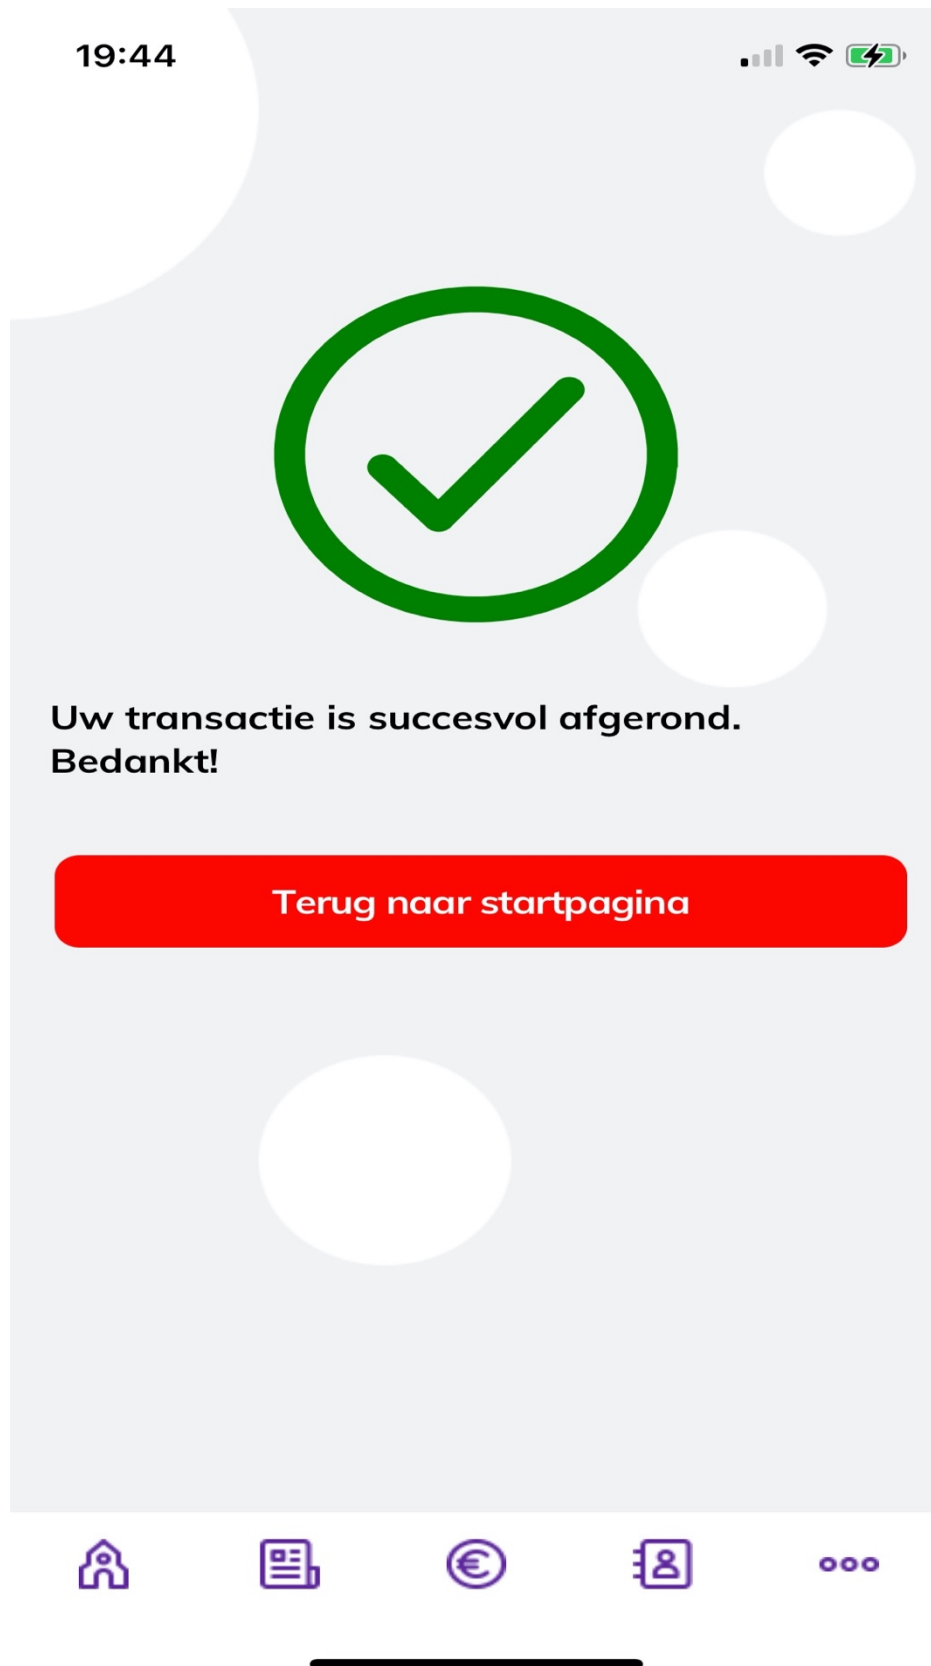 19:44
Uw transactie is succesvol afgerond.
Bedankt!
Terug naar startpagina